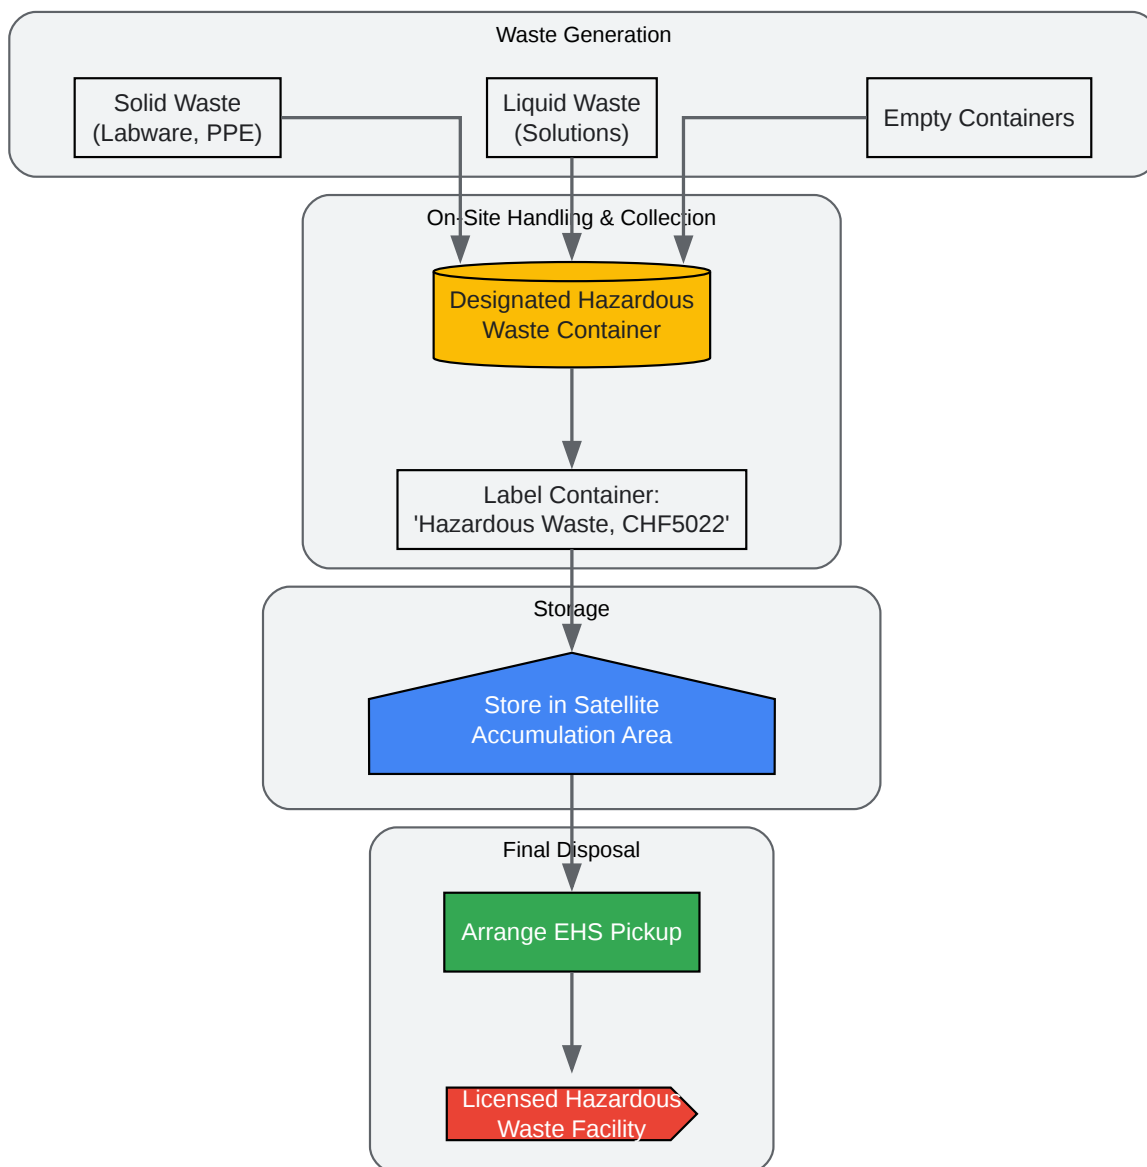 Waste Generation
Solid Waste
(Labware, PPE)
Liquid Waste
(Solutions)
Empty Containers
On-Site Handling & Collection
Designated Hazardous
Waste Container
Label Container:
'Hazardous Waste, CHF5022'
Storage
Store in Satellite
Accumulation Area
Final Disposal
Arrange EHS Pickup
Licensed Hazardous
Waste Facility